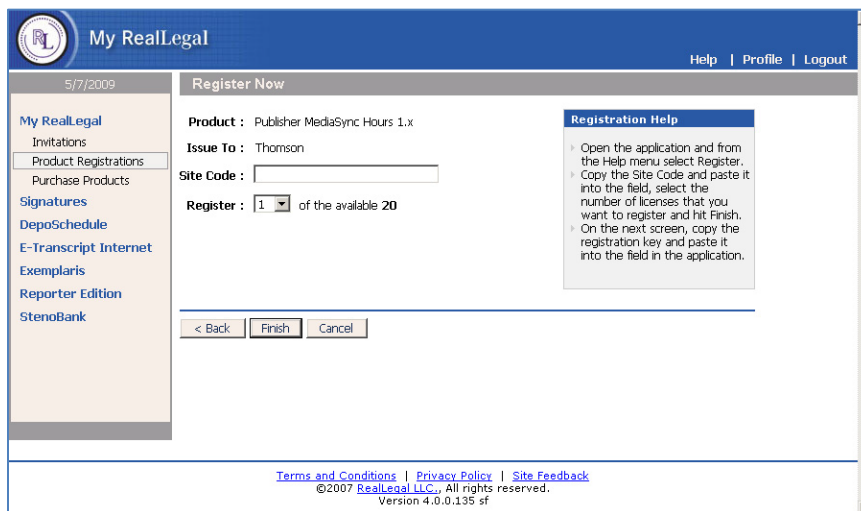 RL My RealLegal
Help | Profile | Logout
5/7/2009
Register Now
My RealLegal
Invitations
Product Registrations
Purchase Products
Signatures
DepoSchedule
E-Transcript Internet
Exemplaris
Reporter Edition
StenoBank
Product : Publisher MediaSync Hours 1.x
Issue To : Thomson
Site Code :
Register : 1 of the available 20
Registration Help
Open the application and from
the Help menu select Register.
Copy the Site Code and paste it
into the field, select the
number of licenses that you
want to register and hit Finish.
On the next screen, copy the
registration key and paste it
into the field in the application.
< Back Finish Cancel
Terms and Conditions | Privacy Policy | Site Feedback
©2007 RealLegal LLC., All rights reserved.
Version 4.0.0.135 sf